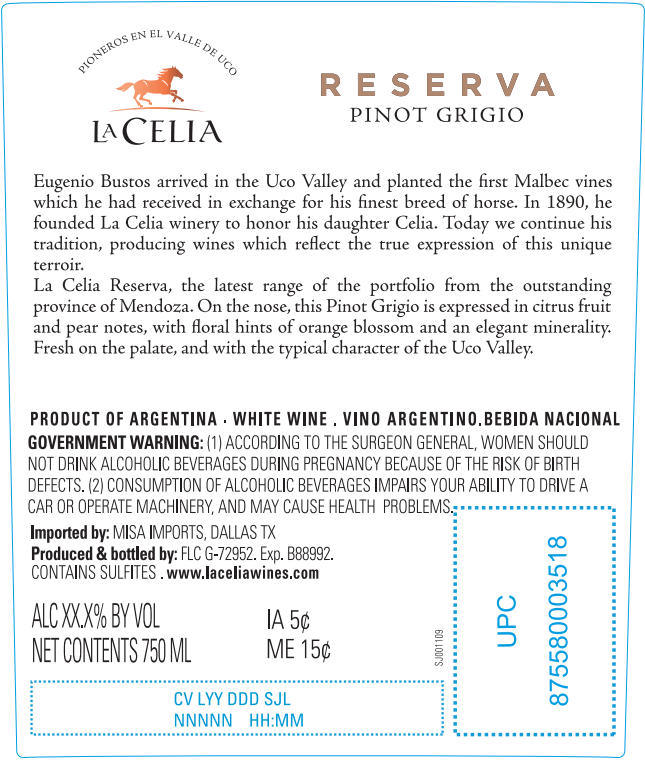 PIONEROS EN EL VALLE DE UCO
LA CELIA
RESERVA
PINOT GRIGIO
Eugenio Bustos arrived in the Uco Valley and planted the first Malbec vines
which he had received in exchange for his finest breed of horse. In 1890, he
founded La Celia winery to honor his daughter Celia. Today we continue his
tradition, producing wines which reflect the true expression of this unique
terroir.
La Celia Reserva, the latest range of the portfolio from the outstanding
province of Mendoza. On the nose, this Pinot Grigio is expressed in citrus fruit
and pear notes, with floral hints of orange blossom and an elegant minerality.
Fresh on the palate, and with the typical character of the Uco Valley.
PRODUCT OF ARGENTINA · WHITE WINE . VINO ARGENTINO.BEBIDA NACIONAL
GOVERNMENT WARNING: (1) ACCORDING TO THE SURGEON GENERAL, WOMEN SHOULD
NOT DRINK ALCOHOLIC BEVERAGES DURING PREGNANCY BECAUSE OF THE RISK OF BIRTH
DEFECTS. (2) CONSUMPTION OF ALCOHOLIC BEVERAGES IMPAIRS YOUR ABILITY TO DRIVE A
CAR OR OPERATE MACHINERY, AND MAY CAUSE HEALTH PROBLEMS.
Imported by: MISA IMPORTS, DALLAS TX
Produced & bottled by: FLC G-72952. Exp. B88992.
CONTAINS SULFITES . www.laceliawines.com
ALC XX.X% BY VOL
NET CONTENTS 750 ML
IA 5¢
ME 15¢
SJ001109
UPC
8755800003518
CV LYY DDD SJL
NNNNN HH:MM